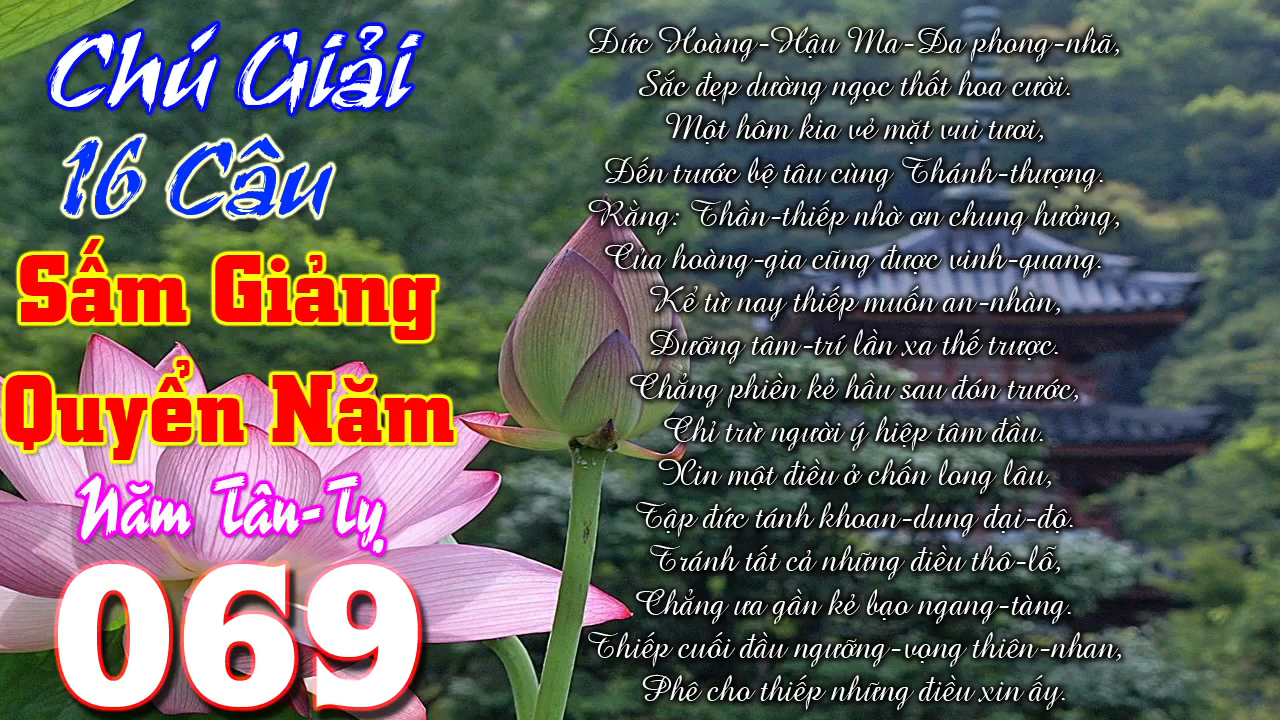 Chú Giải
16 Câu
Sấm Giảng
Quyển Năm
Năm Tân-Tỵ
069
Đức Hoàng-Hậu Ma-Da phong-nhã,
Sắc đẹp dường ngọc thốt hoa cười.
Một hôm kia vẻ mặt vui tươi,
Đến trước bệ tâu cùng Thánh-thượng.
Rằng: Thần-thiếp nhờ ơn chung hưởng,
Của hoàng-gia cũng được vinh-quang.
Kể từ nay thiếp muốn an-nhàn,
Dưỡng tâm-trí lần xa thế trược.
Chẳng phiền kẻ hầu sau đón trước,
Chỉ trừ người ý hiệp tâm đầu.
Xin một điều ở chốn long lâu,
Tập đức tánh khoan-dung đại-độ.
Tránh tất cả những điều thô-lỗ,
Chẳng ưa gần kẻ bạo ngang-tàng.
Thiếp cuối đầu ngưỡng-vọng thiên-nhan,
Phê cho thiếp những điều xin ấy.